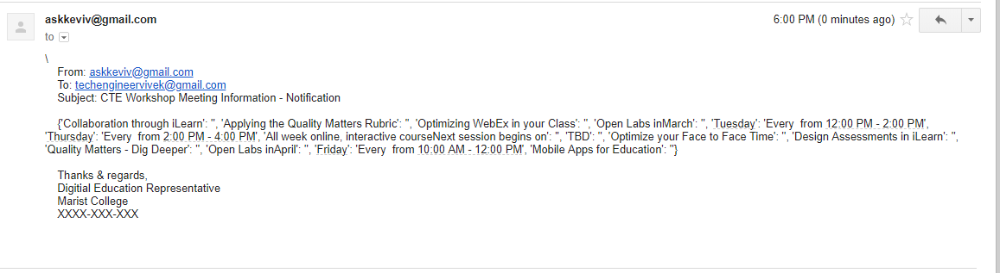 askkeviv@gmail.com
6:00 PM (0 minutes ago)
to
\
From: askkeviv@gmail.com
To: techengineervivek@gmail.com
Subject: CTE Workshop Meeting Information - Notification
{'Collaboration through iLearn': '', 'Applying the Quality Matters Rubric': '', 'Optimizing WebEx in your Class': '', 'Open Labs inMarch': '', 'Tuesday': 'Every  from 12:00 PM - 2:00 PM',
'Thursday': 'Every  from 2:00 PM - 4:00 PM', 'All week online, interactive courseNext session begins on': '', 'TBD': '', 'Optimize your Face to Face Time': '', 'Design Assessments in iLearn': '',
'Quality Matters - Dig Deeper': '', 'Open Labs inApril': '', 'Friday': 'Every  from 10:00 AM - 12:00 PM', 'Mobile Apps for Education': ''}
Thanks & regards,
Digitial Education Representative
Marist College
XXXX-XXX-XXX